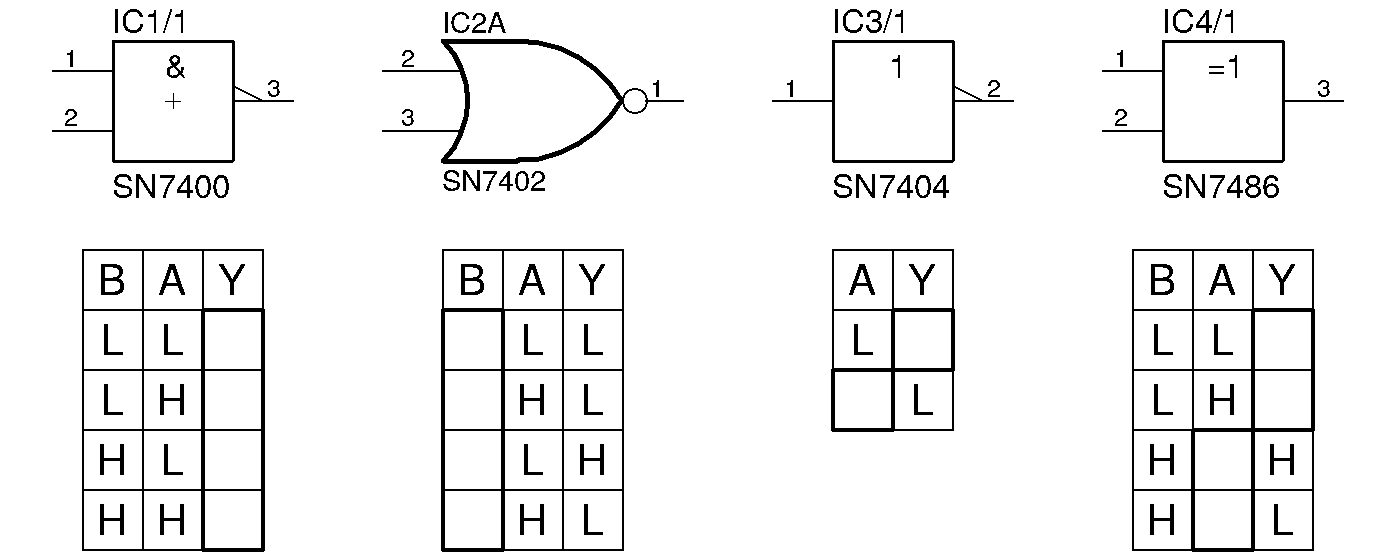 IC1/1 IC2A IC3/1 IC4/1
1 & 2 1 1 =1
+ 3 1 1 2 3
2 3 2
SN7400 SN7402 SN7404 SN7486
B A Y B A Y A Y B A Y
L L L L L L L
L H H L L L H
H L L H H H
H H H L H L